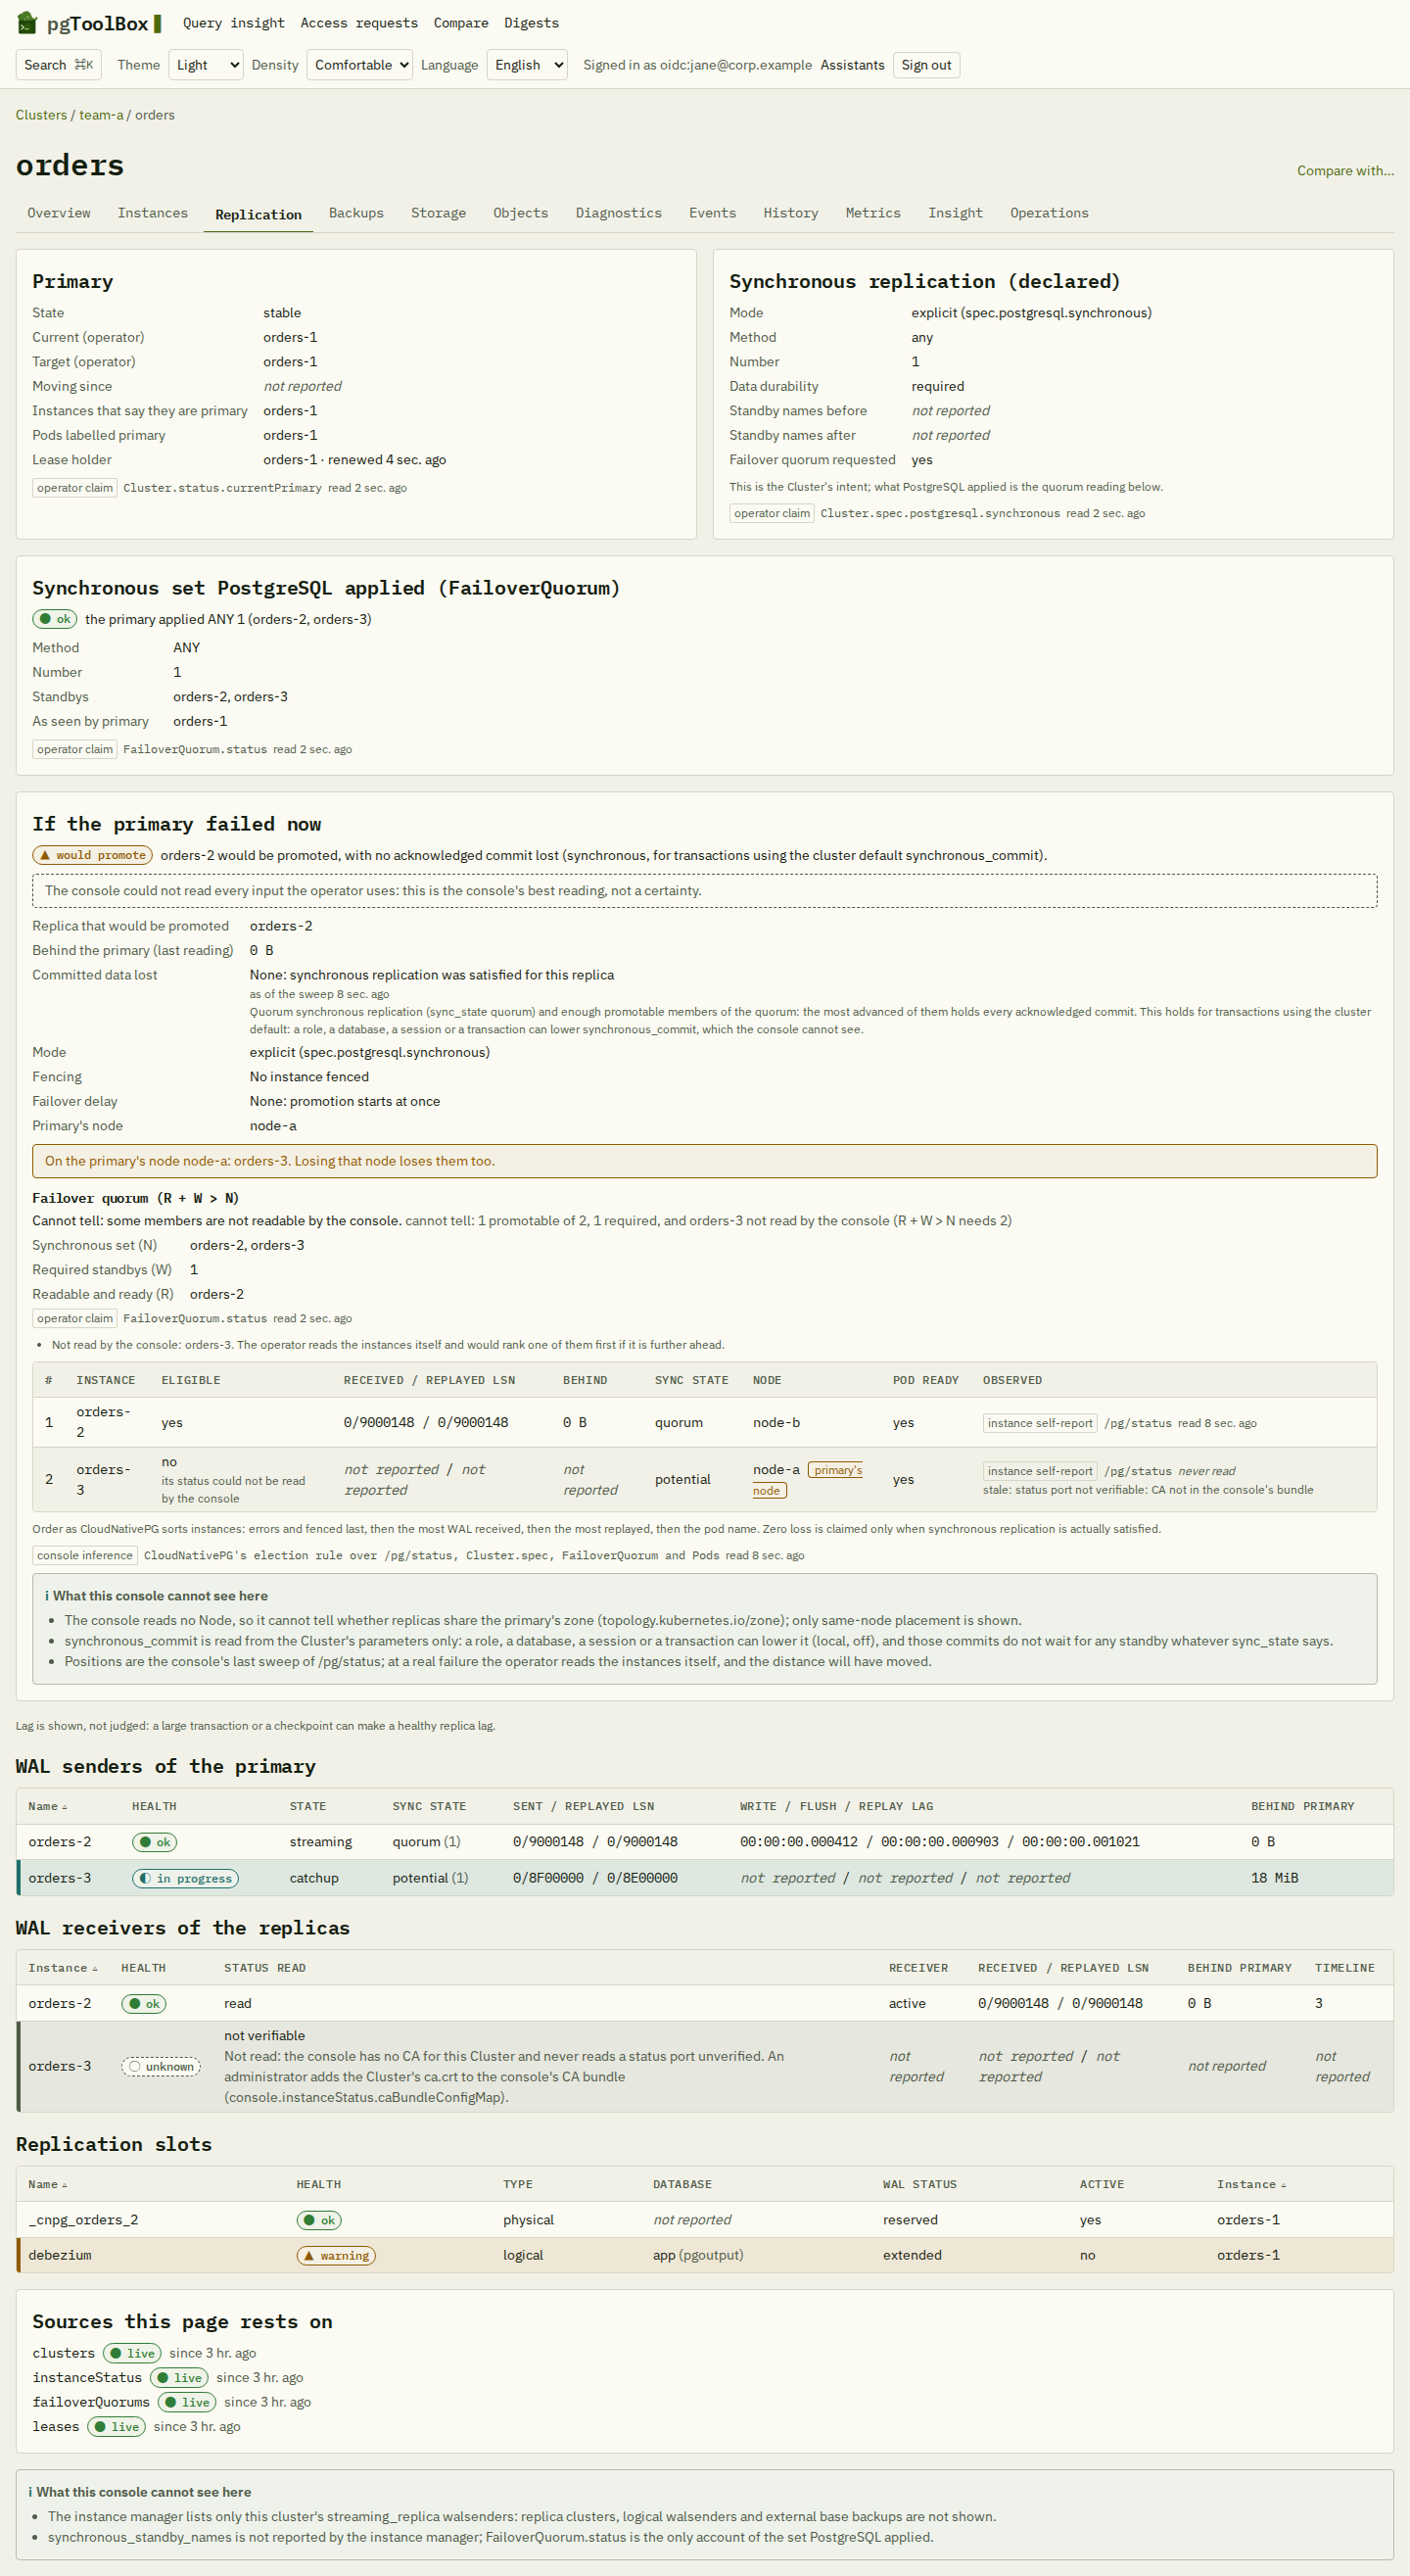 pgToolBox Query insight Access requests Compare Digests
Search ⌘K Theme Light Density Comfortable Language English Signed in as oidc:jane@corp.example Assistants Sign out
Clusters / team-a / orders
orders
Compare with...
Overview Instances Replication Backups Storage Objects Diagnostics Events History Metrics Insight Operations
Primary
State stable
Current (operator) orders-1
Target (operator) orders-1
Moving since not reported
Instances that say they are primary orders-1
Pods labelled primary orders-1
Lease holder orders-1 · renewed 4 sec. ago
operator claim Cluster.status.currentPrimary read 2 sec. ago
Synchronous replication (declared)
Mode explicit (spec.postgresql.synchronous)
Method any
Number 1
Data durability required
Standby names before not reported
Standby names after not reported
Failover quorum requested yes
This is the Cluster's intent; what PostgreSQL applied is the quorum reading below.
operator claim Cluster.spec.postgresql.synchronous read 2 sec. ago
Synchronous set PostgreSQL applied (FailoverQuorum)
ok the primary applied ANY 1 (orders-2, orders-3)
Method ANY
Number 1
Standbys orders-2, orders-3
As seen by primary orders-1
operator claim FailoverQuorum.status read 2 sec. ago
If the primary failed now
would promote orders-2 would be promoted, with no acknowledged commit lost (synchronous, for transactions using the cluster default synchronous_commit).
The console could not read every input the operator uses: this is the console's best reading, not a certainty.
Replica that would be promoted orders-2
Behind the primary (last reading) 0 B
Committed data lost None: synchronous replication was satisfied for this replica
as of the sweep 8 sec. ago
Quorum synchronous replication (sync_state quorum) and enough promotable members of the quorum: the most advanced of them holds every acknowledged commit. This holds for transactions using the cluster
default: a role, a database, a session or a transaction can lower synchronous_commit, which the console cannot see.
Mode explicit (spec.postgresql.synchronous)
Fencing No instance fenced
Failover delay None: promotion starts at once
Primary's node node-a
On the primary's node node-a: orders-3. Losing that node loses them too.
Failover quorum (R + W > N)
Cannot tell: some members are not readable by the console. cannot tell: 1 promotable of 2, 1 required, and orders-3 not read by the console (R + W > N needs 2)
Synchronous set (N) orders-2, orders-3
Required standbys (W) 1
Readable and ready (R) orders-2
operator claim FailoverQuorum.status read 2 sec. ago
• Not read by the console: orders-3. The operator reads the instances itself and would rank one of them first if it is further ahead.
# INSTANCE ELIGIBLE RECEIVED / REPLAYED LSN BEHIND SYNC STATE NODE POD READY OBSERVED
1 orders-2 yes 0/9000148 / 0/9000148 0 B quorum node-b yes instance self-report /pg/status read 8 sec. ago
2 orders-3 no its status could not be read by the console not reported / not reported not reported potential node-a primary's node yes instance self-report /pg/status never read
stale: status port not verifiable: CA not in the console's bundle
Order as CloudNativePG sorts instances: errors and fenced last, then the most WAL received, then the most replayed, then the pod name. Zero loss is claimed only when synchronous replication is actually satisfied.
console inference CloudNativePG's election rule over /pg/status, Cluster.spec, FailoverQuorum and Pods read 8 sec. ago
i What this console cannot see here
• The console reads no Node, so it cannot tell whether replicas share the primary's zone (topology.kubernetes.io/zone); only same-node placement is shown.
• synchronous_commit is read from the Cluster's parameters only: a role, a database, a session or a transaction can lower it (local, off), and those commits do not wait for any standby whatever sync_state says.
• Positions are the console's last sweep of /pg/status; at a real failure the operator reads the instances itself, and the distance will have moved.
Lag is shown, not judged: a large transaction or a checkpoint can make a healthy replica lag.
WAL senders of the primary
Name HEALTH STATE SYNC STATE SENT / REPLAYED LSN WRITE / FLUSH / REPLAY LAG BEHIND PRIMARY
orders-2 ok streaming quorum (1) 0/9000148 / 0/9000148 00:00:00.000412 / 00:00:00.000903 / 00:00:00.001021 0 B
orders-3 in progress catchup potential (1) 0/8F00000 / 0/8E00000 not reported / not reported / not reported 18 MiB
WAL receivers of the replicas
Instance HEALTH STATUS READ RECEIVER RECEIVED / REPLAYED LSN BEHIND PRIMARY TIMELINE
orders-2 ok read active 0/9000148 / 0/9000148 0 B 3
orders-3 unknown not verifiable
Not read: the console has no CA for this Cluster and never reads a status port unverified. An
administrator adds the Cluster's ca.crt to the console's CA bundle
(console.instanceStatus.caBundleConfigMap). not reported not reported / not reported not reported not reported
Replication slots
Name HEALTH TYPE DATABASE WAL STATUS ACTIVE Instance
_cnpg_orders_2 ok physical not reported reserved yes orders-1
debezium warning logical app (pgoutput) extended no orders-1
Sources this page rests on
clusters live since 3 hr. ago
instanceStatus live since 3 hr. ago
failoverQuorums live since 3 hr. ago
leases live since 3 hr. ago
i What this console cannot see here
• The instance manager lists only this cluster's streaming_replica walsenders: replica clusters, logical walsenders and external base backups are not shown.
• synchronous_standby_names is not reported by the instance manager; FailoverQuorum.status is the only account of the set PostgreSQL applied.